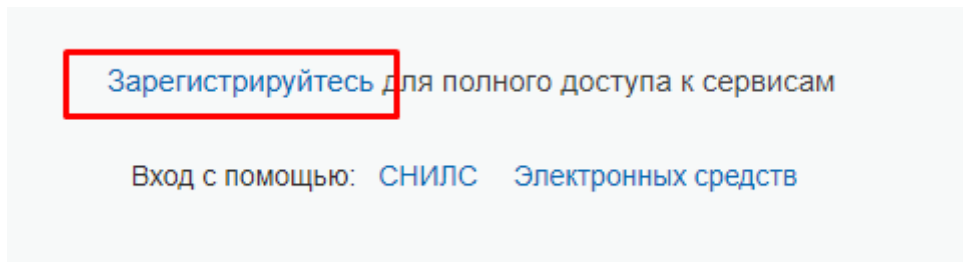 Зарегистрируйтесь для полного доступа к сервисам
Вход с помощью: СНИЛС Электронных средств